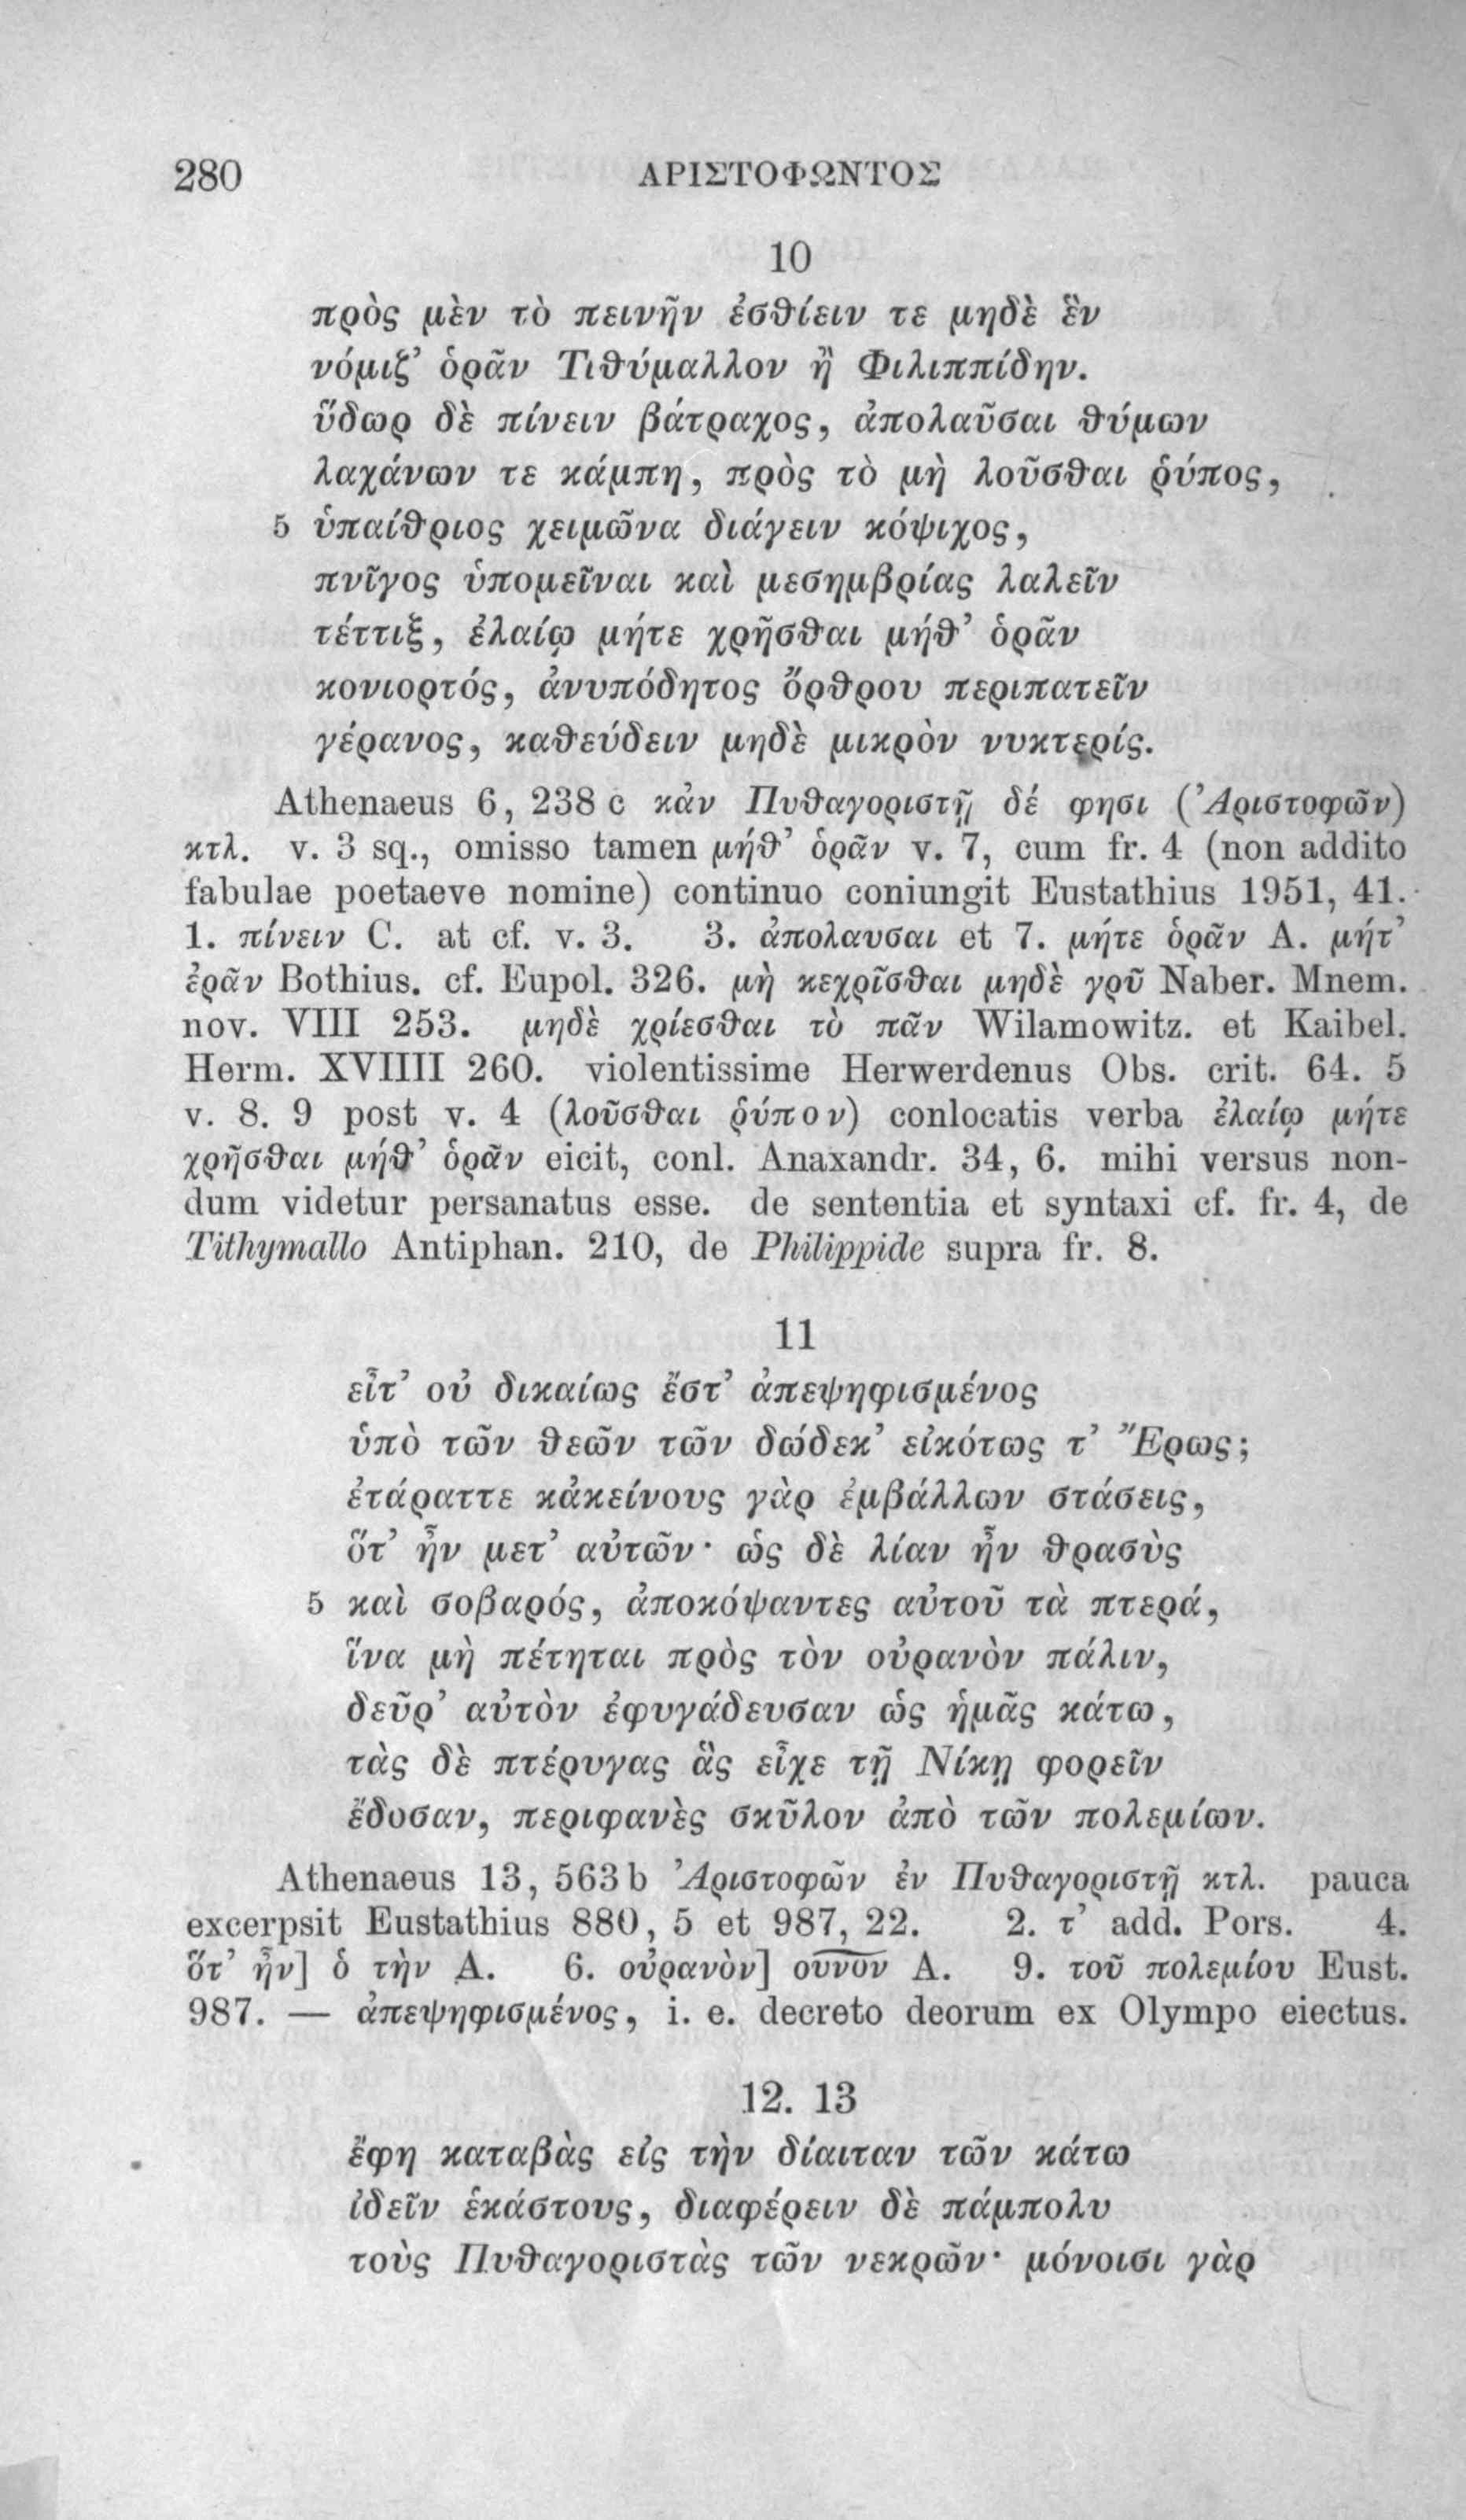 280 ΑΡΙΣΤΟΦΩΝΤΟΣ
10
πρὸς μὲν τὸ πεινῆν ἐσθίειν τε μηδὲ ἓν
νόμιζ’ ὁρᾶν Τιθύμαλλον ἢ Φιλιππίδην.
ὕδωρ δὲ πίνειν βάτραχος, ἀπολαῦσαι θύμων
λαχάνων τε κάμπη, πρὸς τὸ μὴ λοῦσθαι ῥύπος,
5 ὑπαίθριος χειμῶνα διάγειν κόψιχος,
πνῖγος ὑπομεῖναι καὶ μεσημβρίας λαλεῖν
τέττιξ, ἐλαίῳ μήτε χρῆσθαι μήθ’ ὁρᾶν
κονιορτός, ἀνυπόδητος ὄρθρου περιπατεῖν
γέρανος, καθεύδειν μηδὲ μικρὸν νυκτερίς.
Athenaeus 6, 238 c κἀν Πυθαγοριστῇ δέ φησι (Ἀριστοφῶν)
κτλ. v. 3 sq., omisso tamen μήθ’ ὁρᾶν v. 7, cum fr. 4 (non addito
fabulae poetaeve nomine) continuo coniungit Eustathius 1951, 41.
1. πίνειν C. at cf. v. 3. 3. ἀπολαυσαι et 7. μήτε ὁρᾶν A. μήτ’
ἐρᾶν Bothius. cf. Eupol. 326. μὴ κεχρῖσθαι μηδὲ γρῦ Naber. Mnem.
nov. VIII 253. μηδὲ χρίεσθαι τὸ πᾶν Wilamowitz. et Kaibel.
Herm. XVIIII 260. violentissime Herwerdenus Obs. crit. 64. 5
v. 8. 9 post v. 4 (λοῦσθαι ῥύπον) conlocatis verba ἐλαίῳ μήτε
χρῆσθαι μήθ’ ὁρᾶν eicit, conl. Anaxandr. 34, 6. mihi versus non-
dum videtur persanatus esse. de sententia et syntaxi cf. fr. 4, de
Tithymallo Antiphan. 210, de Philippide supra fr. 8.
11
εἶτ’ οὐ δικαίως ἔστ’ ἀπεψηφισμένος
ὑπὸ τῶν θεῶν τῶν δώδεκ’ εἰκότως τ’ Ἔρως;
ἐτάραττε κἀκείνους γὰρ ἐμβάλλων στάσεις,
ὅτ’ ἦν μετ’ αὐτῶν· ὡς δὲ λίαν ἦν θρασὺς
5 καὶ σοβαρός, ἀποκόψαντες αὐτοῦ τὰ πτερά,
ἵνα μὴ πέτηται πρὸς τὸν οὐρανὸν πάλιν,
δεῦρ’ αὐτὸν ἐφυγάδευσαν ὡς ἡμᾶς κάτω,
τὰς δὲ πτέρυγας ἃς εἶχε τῇ Νίκῃ φορεῖν
ἔδοσαν, περιφανὲς σκῦλον ἀπὸ τῶν πολεμίων.
Athenaeus 13, 563 b Ἀριστοφῶν ἐν Πυθαγοριστῇ κτλ. pauca
excerpsit Eustathius 880, 5 et 987, 22. 2. τ’ add. Pors. 4.
ὅτ’ ἦν] ὁ τὴν A. 6. οὐρανὸν] ου̅ν̅ο̅ν̅ A. 9. τοῦ πολεμίου Eust.
987. — ἀπεψηφισμένος, i. e. decreto deorum ex Olympo eiectus.
12. 13
ἔφη καταβὰς εἰς τὴν δίαιταν τῶν κάτω
ἰδεῖν ἑκάστους, διαφέρειν δὲ πάμπολυ
τοὺς Πυθαγοριστὰς τῶν νεκρῶν· μόνοισι γὰρ